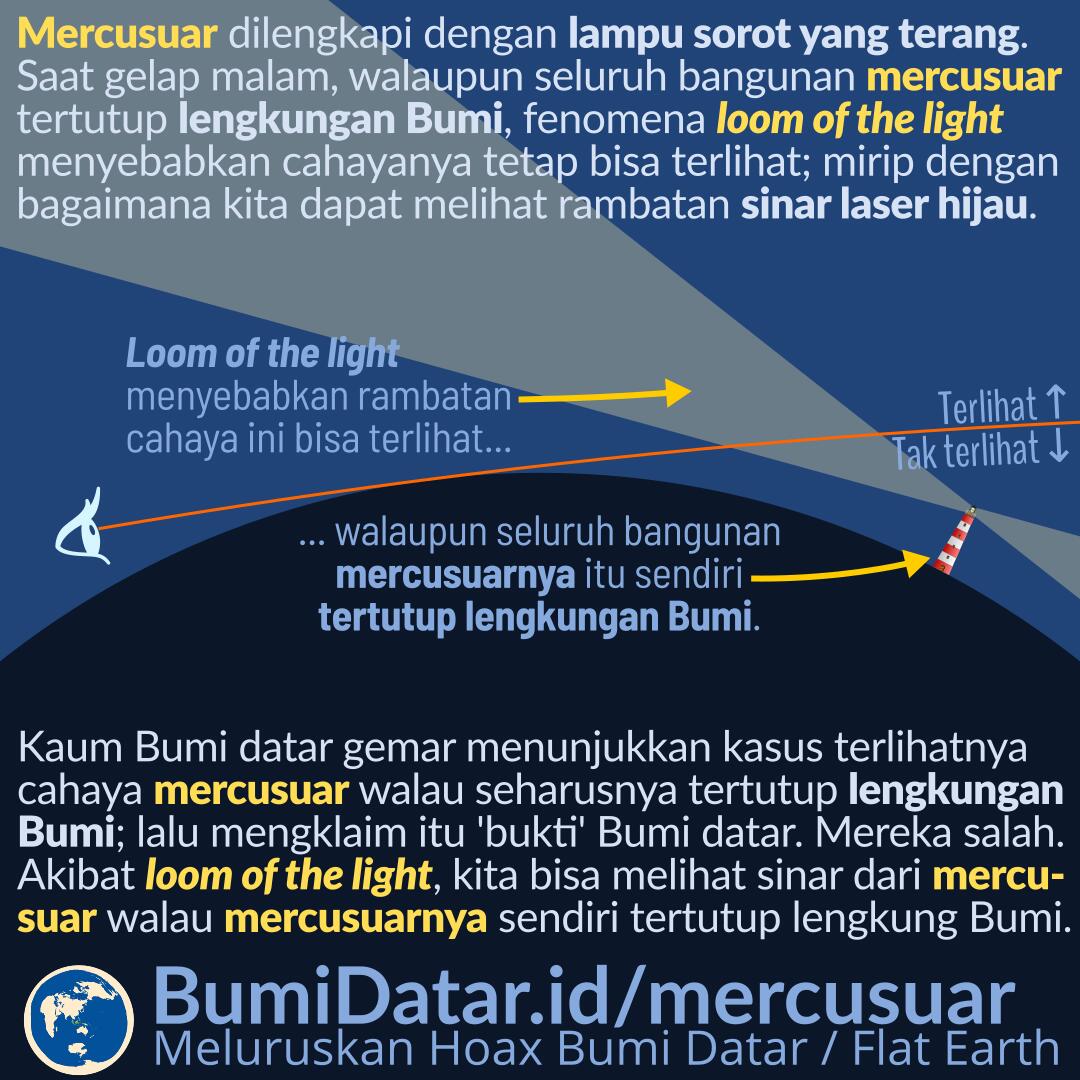 Mercusuar dilengkapi dengan lampu sorot yang terang.
Saat gelap malam, walaupun seluruh bangunan mercusuar
tertutup lengkungan Bumi, fenomena loom of the light
menyebabkan cahayanya tetap bisa terlihat; mirip dengan
bagaimana kita dapat melihat rambatan sinar laser hijau.
Loom of the light
menyebabkan rambatan
cahaya ini bisa terlihat...
Terlihat ↑
Tak terlihat ↓
... walaupun seluruh bangunan
mercusuarnya itu sendiri
tertutup lengkungan Bumi.
Kaum Bumi datar gemar menunjukkan kasus terlihatnya
cahaya mercusuar walau seharusnya tertutup lengkungan
Bumi; lalu mengklaim itu 'bukti' Bumi datar. Mereka salah.
Akibat loom of the light, kita bisa melihat sinar dari mercu-
suar walau mercusuarnya sendiri tertutup lengkung Bumi.
BumiDatar.id/mercusuar
Meluruskan Hoax Bumi Datar / Flat Earth